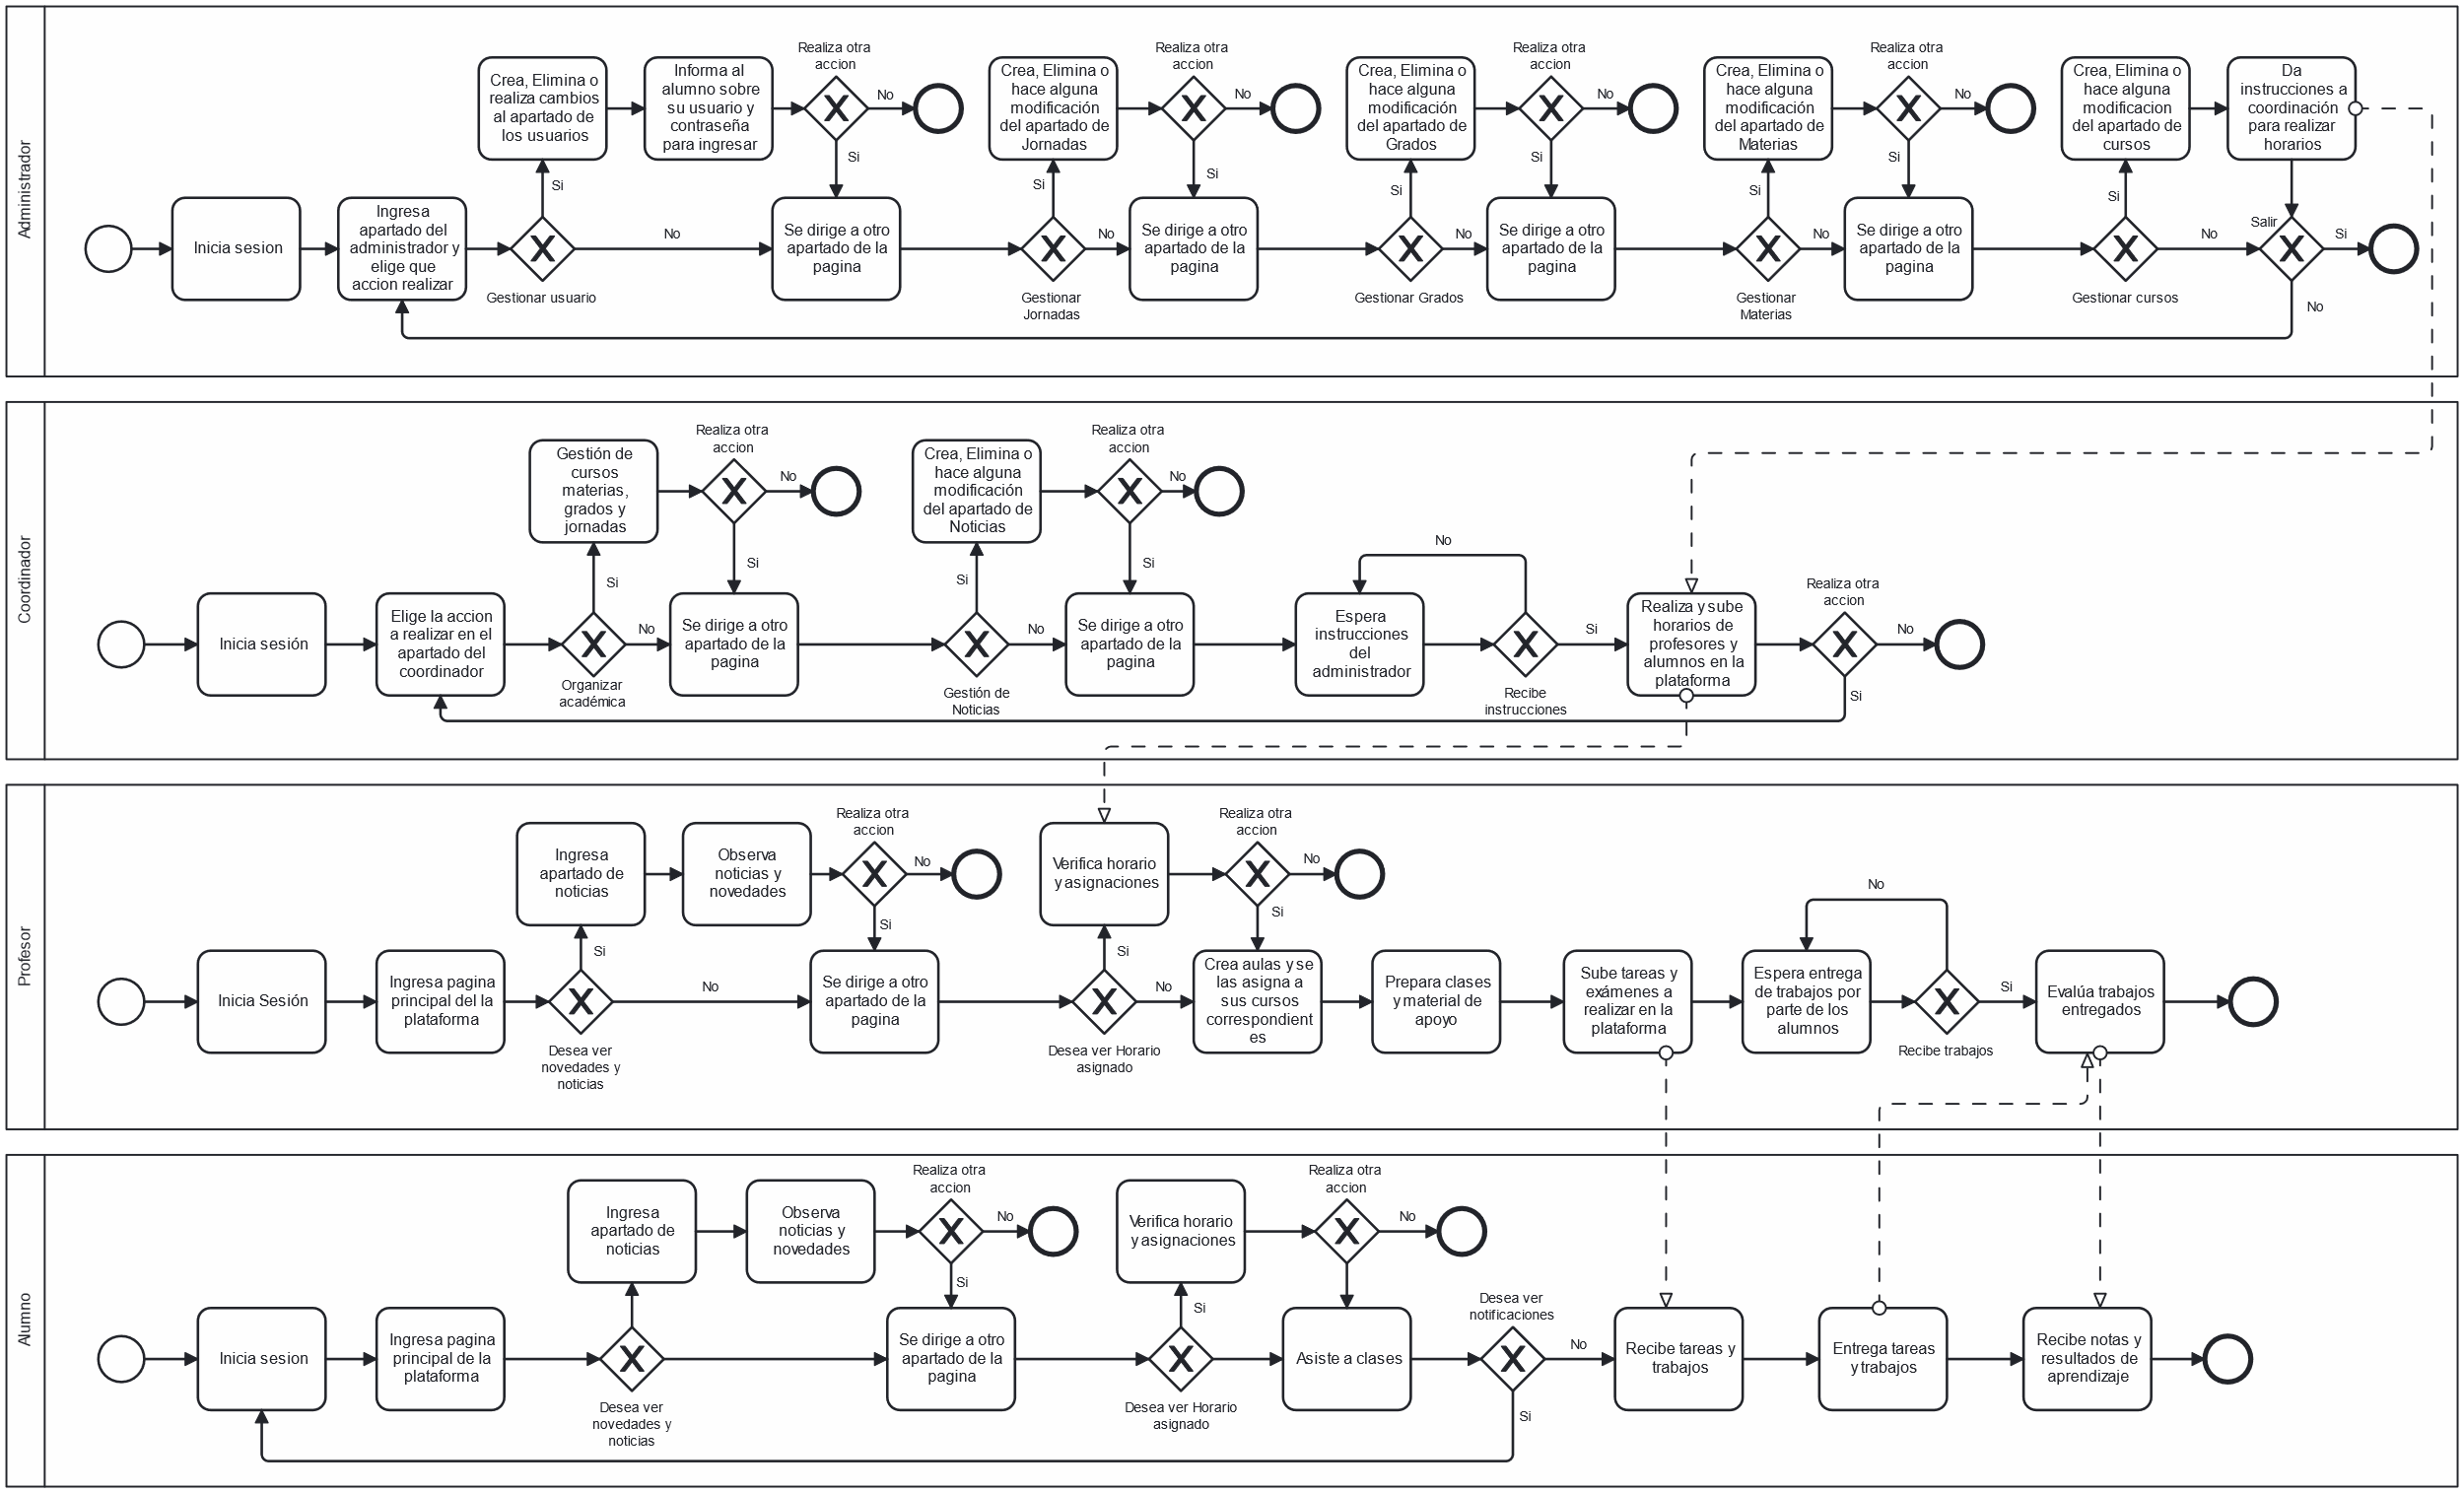 Administrador
Realiza otra
accion
Realiza otra
accion
Realiza otra
accion
Realiza otra
accion
Crea, Elimina o
realiza cambios
al apartado de
los usuarios
Informa al
alumno sobre
su usuario y
contraseña
para ingresar
No
Crea, Elimina o
hace alguna
modificación
del apartado de
Jornadas
No
Crea, Elimina o
hace alguna
modificación
del apartado de
Grados
No
Crea, Elimina o
hace alguna
modificación
del apartado de
Materias
No
Crea, Elimina o
hace alguna
modificacion
del apartado de
cursos
Da
instrucciones a
coordinación
para realizar
horarios
Si
Si
Si
Si
Si
Si
Si
Si
Si
Inicia sesion
Ingresa
apartado del
administrador y
elige que
accion realizar
No
Se dirige a otro
apartado de la
pagina
No
Se dirige a otro
apartado de la
pagina
No
Se dirige a otro
apartado de la
pagina
No
Se dirige a otro
apartado de la
pagina
No
Salir
Si
Gestionar usuario
Gestionar
Jornadas
Gestionar Grados
Gestionar
Materias
Gestionar cursos
No
Coordinador
Realiza otra
accion
Realiza otra
accion
Gestión de
cursos
materias,
grados y
jornadas
No
Crea, Elimina o
hace alguna
modificación
del apartado de
Noticias
No
Si
Si
Si
Si
No
Realiza otra
accion
Inicia sesión
Elige la accion
a realizar en el
apartado del
coordinador
No
Se dirige a otro
apartado de la
pagina
No
Se dirige a otro
apartado de la
pagina
Espera
instrucciones
del
administrador
Si
Realiza y sube
horarios de
profesores y
alumnos en la
plataforma
No
Organizar
académica
Gestión de
Noticias
Recibe
instrucciones
Si
Profesor
Realiza otra
accion
Realiza otra
accion
Ingresa
apartado de
noticias
Observa
noticias y
novedades
No
Verifica horario
y asignaciones
No
No
Si
Si
Si
Si
Inicia Sesión
Ingresa pagina
principal del la
plataforma
No
Se dirige a otro
apartado de la
pagina
No
Crea aulas y se
las asigna a
sus cursos
correspondient
es
Prepara clases
y material de
apoyo
Sube tareas y
exámenes a
realizar en la
plataforma
Espera entrega
de trabajos por
parte de los
alumnos
Si
Evalúa trabajos
entregados
Desea ver
novedades y
noticias
Desea ver Horario
asignado
Recibe trabajos
Alumno
Realiza otra
accion
Realiza otra
accion
Ingresa
apartado de
noticias
Observa
noticias y
novedades
No
Verifica horario
y asignaciones
No
Si
Si
Desea ver
notificaciones
Inicia sesion
Ingresa pagina
principal de la
plataforma
Se dirige a otro
apartado de la
pagina
Asiste a clases
No
Recibe tareas y
trabajos
Entrega tareas
y trabajos
Recibe notas y
resultados de
aprendizaje
Desea ver
novedades y
noticias
Desea ver Horario
asignado
Si